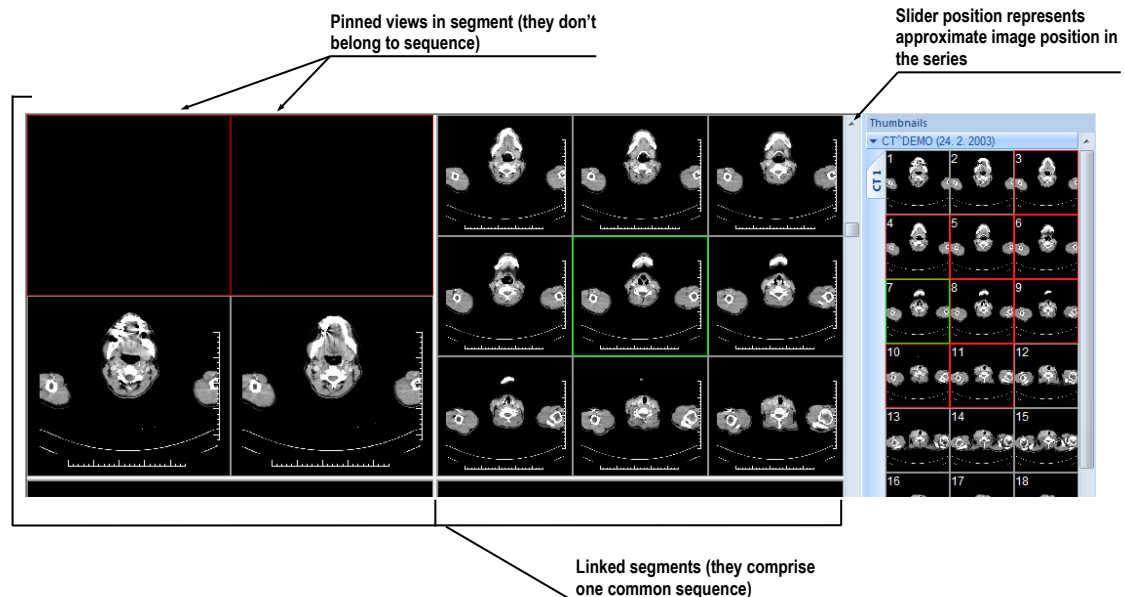 Pinned views in segment (they don't
belong to sequence)
Slider position represents
approximate image position in
the series
Thumbnails
CT^DEMO (24. 2. 2003)
CT 1
1 2 3
4 5 6
7 8 9
10 11 12
13 14 15
16 17 18
Linked segments (they comprise
one common sequence)